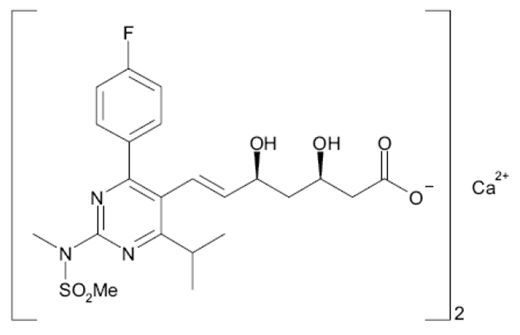 F
OH OH O
O⁻ Ca²⁺
N
N N
SO₂Me
2